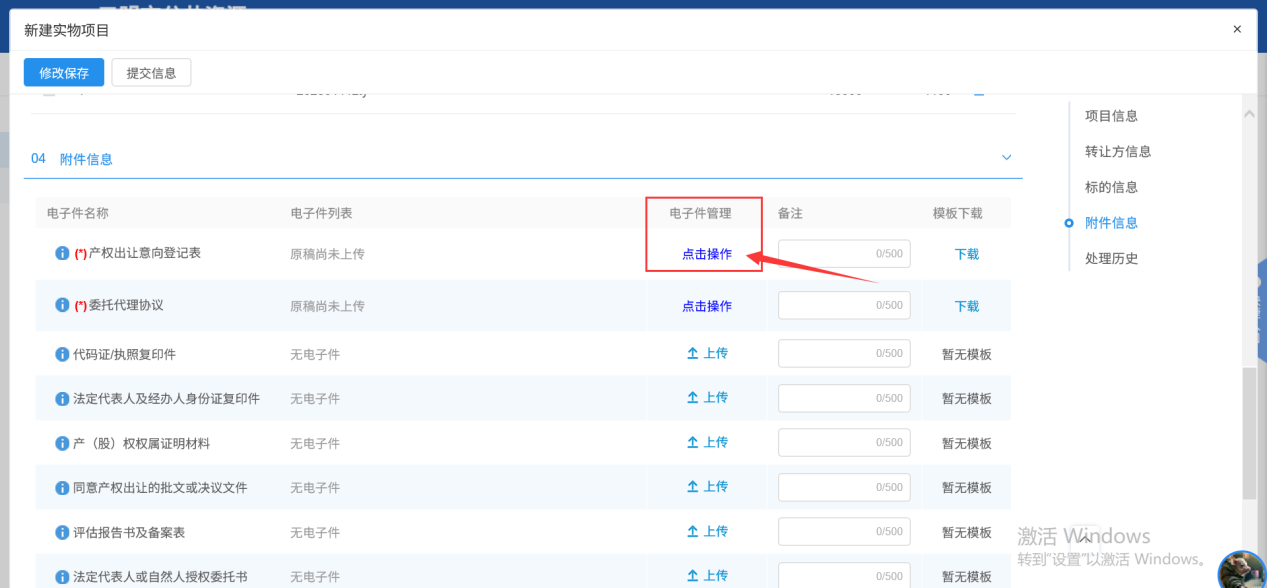 新建实物项目
×
修改保存
提交信息
04 附件信息
电子件名称 电子件列表 电子件管理 备注 模板下载
(*)产权出让意向登记表 原稿尚未上传 点击操作 0/500 下载
(*)委托代理协议 原稿尚未上传 点击操作 0/500 下载
代码证/执照复印件 无电子件 上传 0/500 暂无模板
法定代表人及经办人身份证复印件 无电子件 上传 0/500 暂无模板
产（股）权权属证明材料 无电子件 上传 0/500 暂无模板
同意产权出让的批文或决议文件 无电子件 上传 0/500 暂无模板
评估报告书及备案表 无电子件 上传 0/500 暂无模板
法定代表人或自然人授权委托书 无电子件 上传 0/500 暂无模板
项目信息
转让方信息
标的信息
附件信息
处理历史
激活 Windows
转到"设置"以激活 Windows。